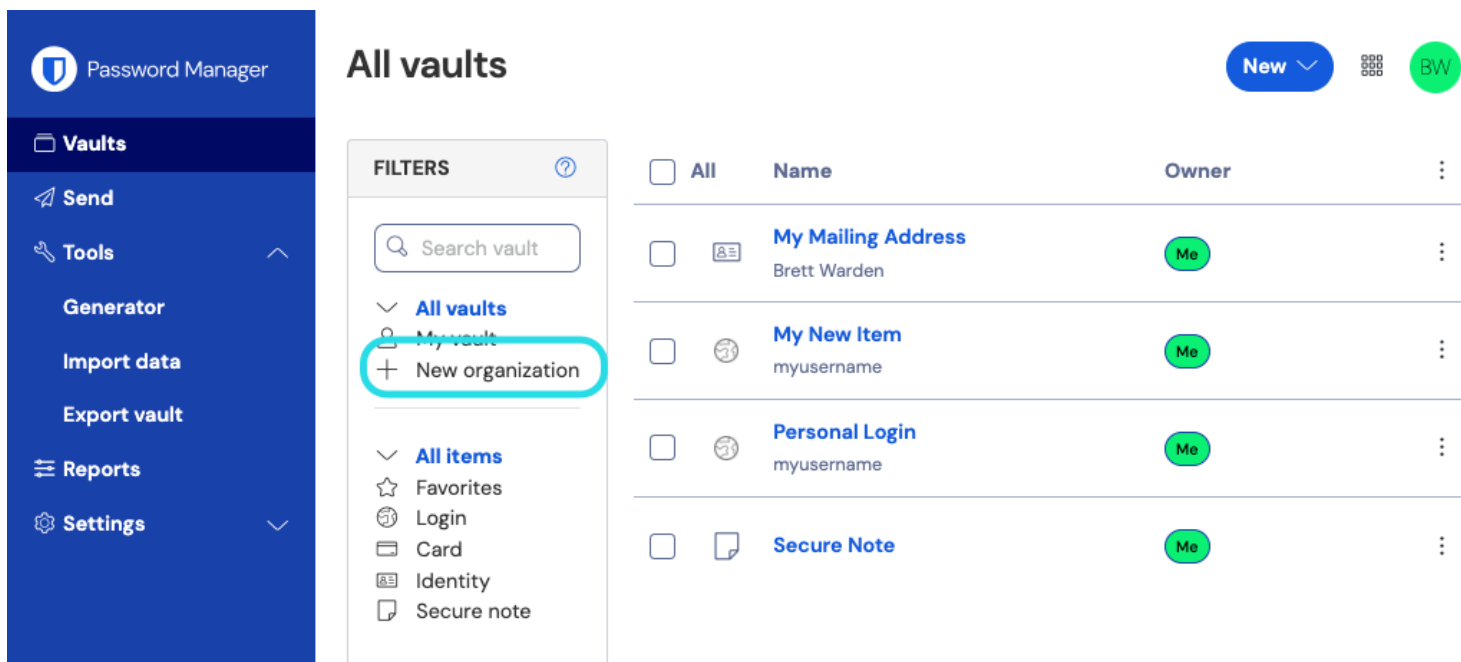 Password Manager
Vaults
Send
Tools
Generator
Import data
Export vault
Reports
Settings
All vaults
New
BW
FILTERS
?
Search vault
All vaults
My vault
New organization
All items
Favorites
Login
Card
Identity
Secure note
All Name Owner
My Mailing Address
Brett Warden
Me
My New Item
myusername
Me
Personal Login
myusername
Me
Secure Note
Me